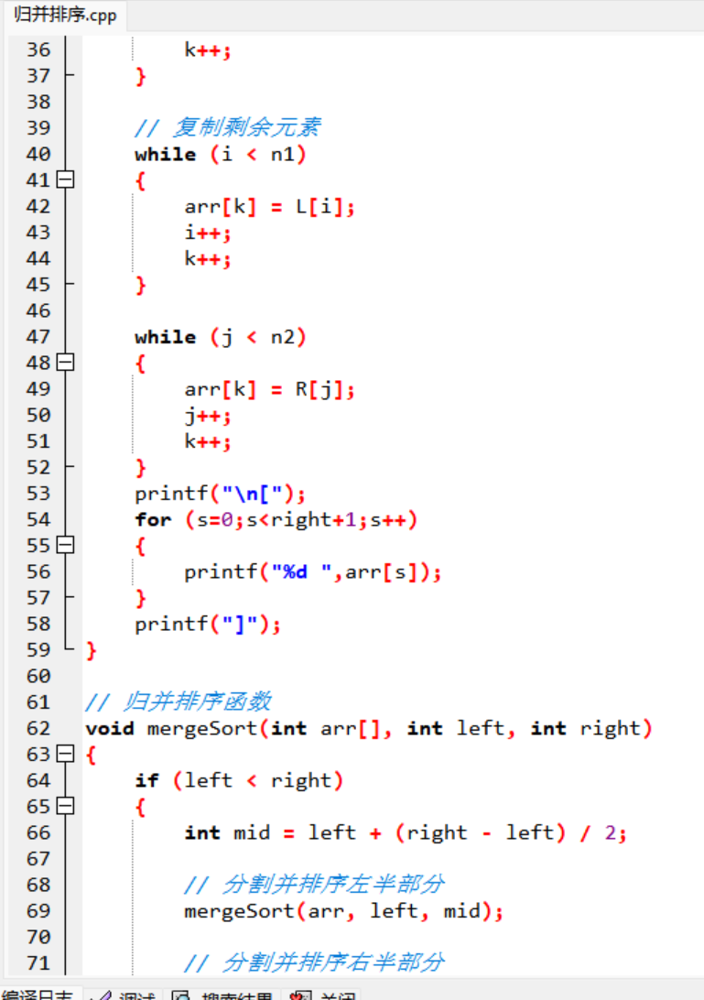 归并排序.cpp
36 k++;
37 }
38
39 // 复制剩余元素
40 while (i < n1)
41 {
42 arr[k] = L[i];
43 i++;
44 k++;
45 }
46
47 while (j < n2)
48 {
49 arr[k] = R[j];
50 j++;
51 k++;
52 }
53 printf("\n[");
54 for (s=0;s<right+1;s++)
55 {
56 printf("%d ",arr[s]);
57 }
58 printf("]");
59 }
60
61 // 归并排序函数
62 void mergeSort(int arr[], int left, int right)
63 {
64 if (left < right)
65 {
66 int mid = left + (right - left) / 2;
67
68 // 分割并排序左半部分
69 mergeSort(arr, left, mid);
70
71 // 分割并排序右半部分
编译日志 调试 搜索结果 关闭